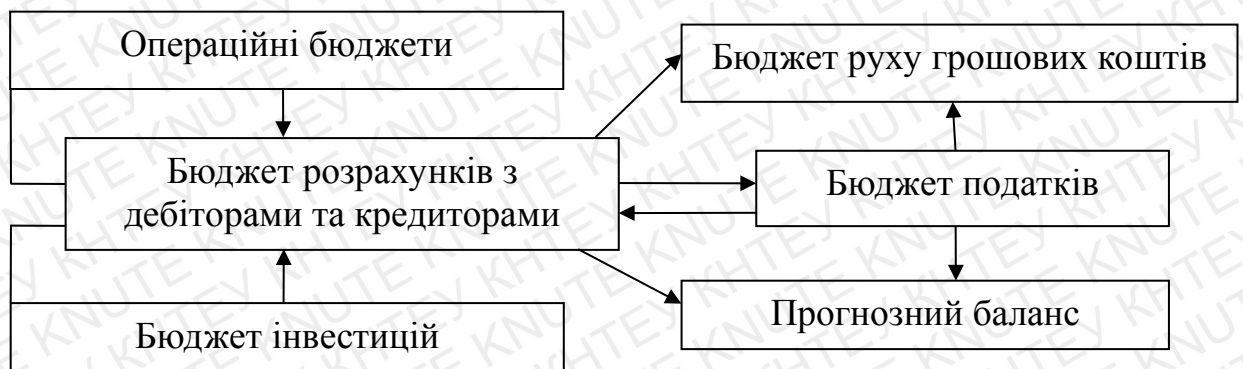 Операційні бюджети
Бюджет руху грошових коштів
Бюджет розрахунків з
дебіторами та кредиторами
Бюджет податків
Бюджет інвестицій
Прогнозний баланс